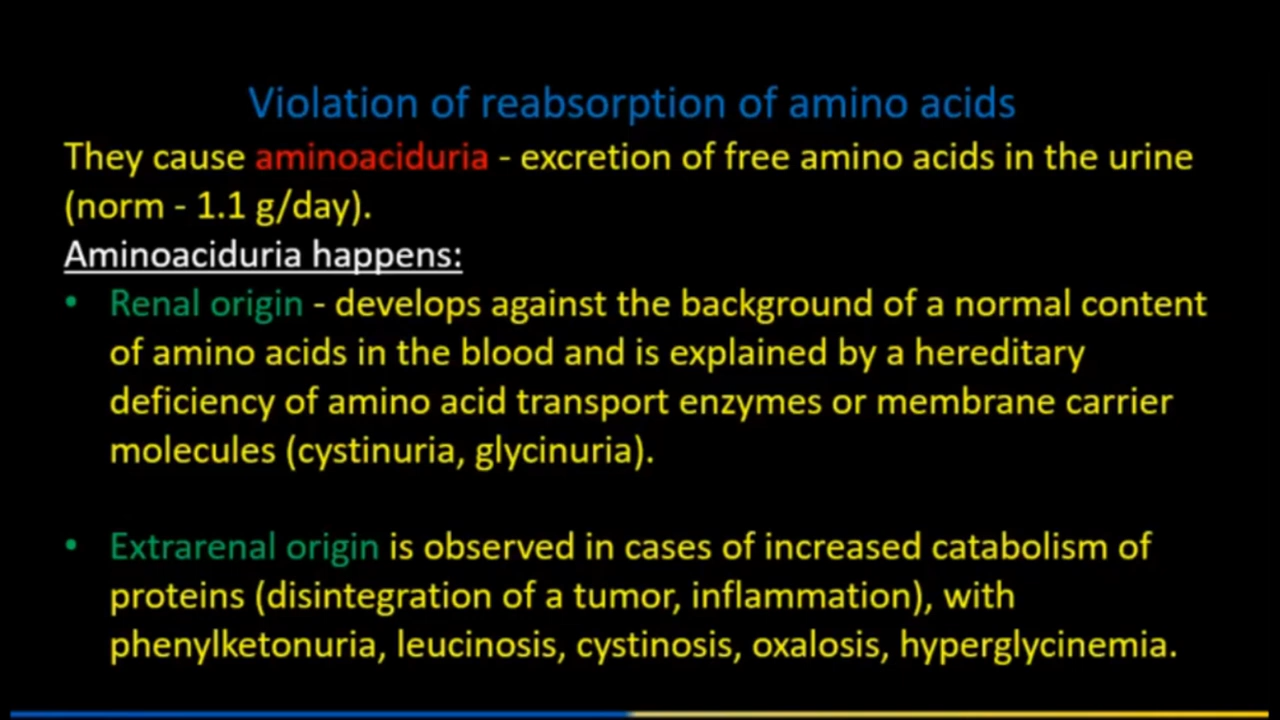 Violation of reabsorption of amino acids
They cause aminoaciduria - excretion of free amino acids in the urine
(norm - 1.1 g/day).
Aminoaciduria happens:
• Renal origin - develops against the background of a normal content
of amino acids in the blood and is explained by a hereditary
deficiency of amino acid transport enzymes or membrane carrier
molecules (cystinuria, glycinuria).
• Extrarenal origin is observed in cases of increased catabolism of
proteins (disintegration of a tumor, inflammation), with
phenylketonuria, leucinosis, cystinosis, oxalosis, hyperglycinemia.